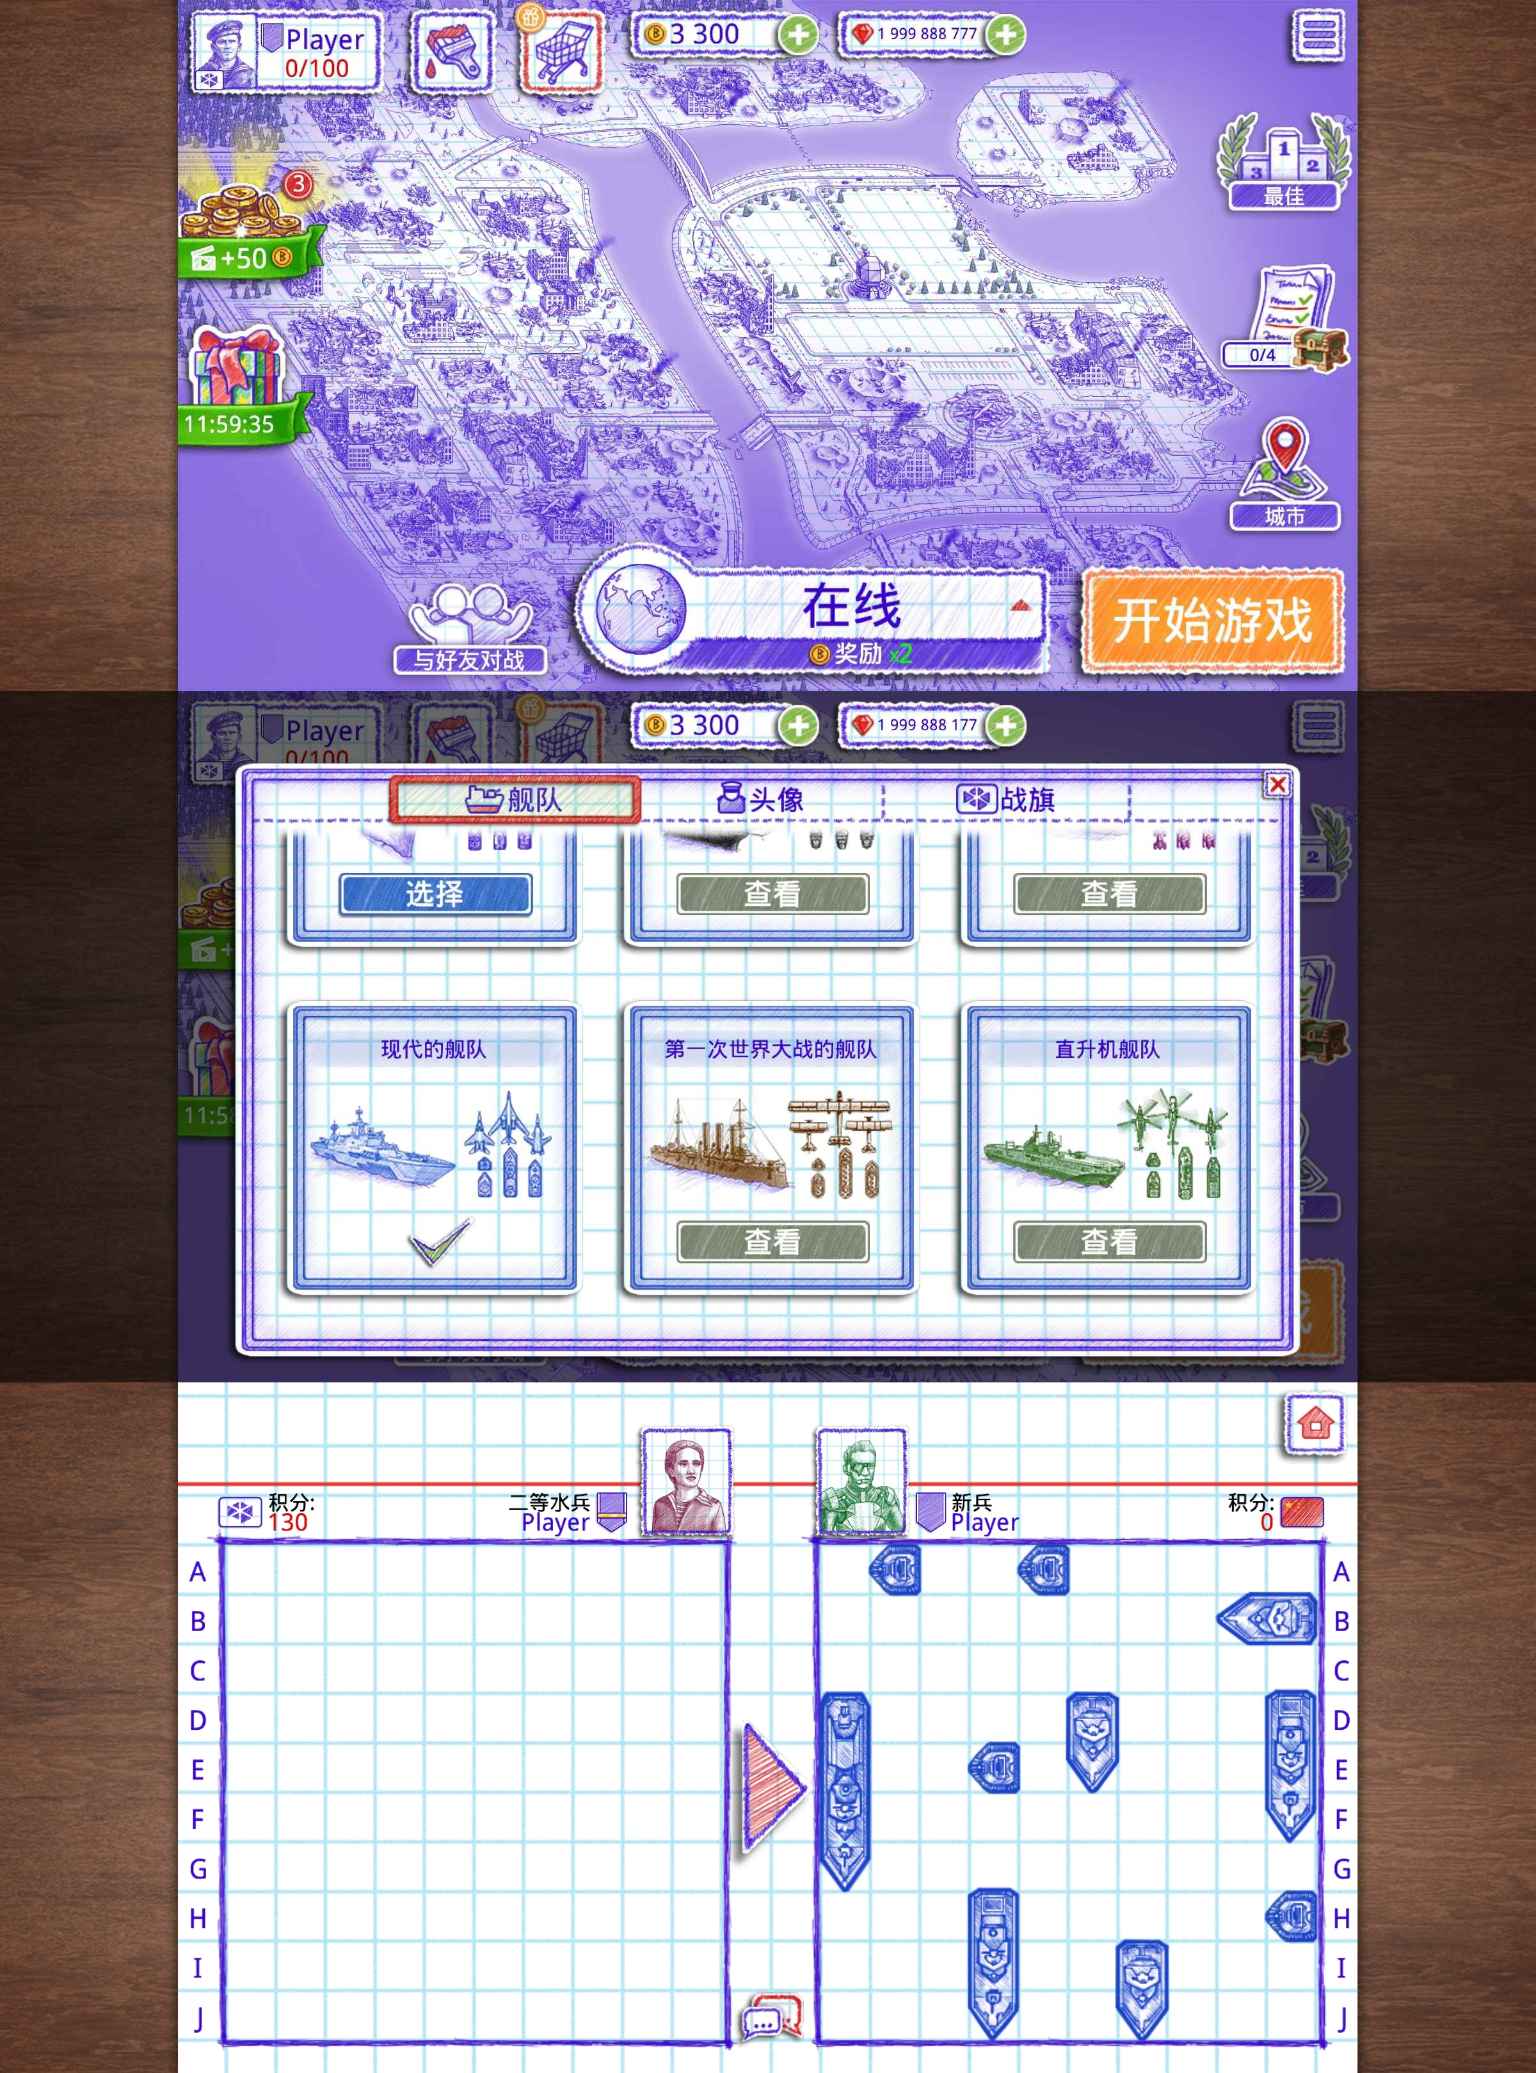 Player
0/100
3 300
1 999 888 777
3
+50
11:59:35
1
2
3
最佳
0/4
城市
与好友对战
在线
奖励 x2
开始游戏
Player
0/100
3 300
1 999 888 177
舰队
头像
战旗
选择
查看
查看
现代的舰队
第一次世界大战的舰队
直升机舰队
查看
查看
积分:
130
二等水兵
Player
新兵
Player
积分:
0
A
B
C
D
E
F
G
H
I
J
A
B
C
D
E
F
G
H
I
J